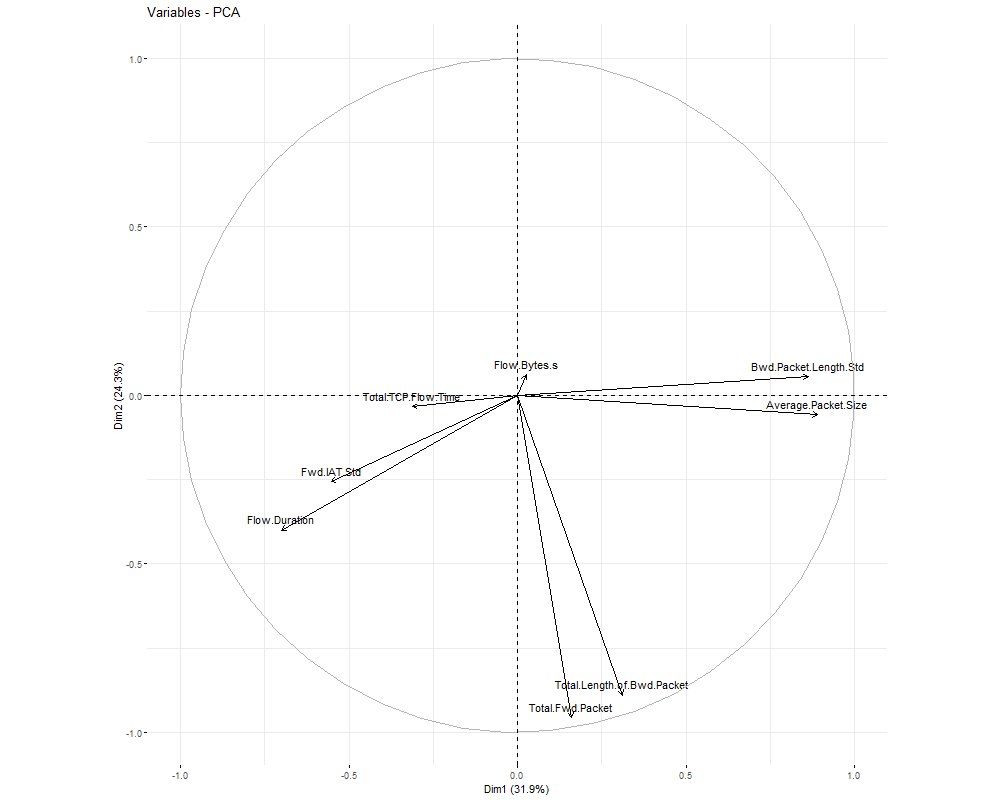 Variables - PCA
1.0
0.5
Flow.Bytes.s
Bwd.Packet.Length.Std
0.0
Total.TCP.Flow.Time
Average.Packet.Size
Dim2 (24.3%)
Fwd.IAT.Std
Flow.Duration
-0.5
Total.Length.of.Bwd.Packet
Total.Fwd.Packet
-1.0
-1.0 -0.5 0.0 0.5 1.0
Dim1 (31.9%)